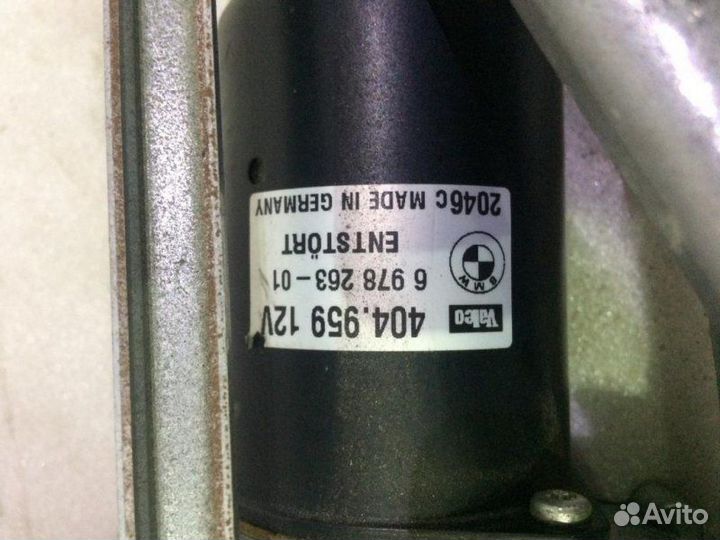 Valeo 404.959 12V
BMW 6 978 263-01
ENTSTÖRT
2046c MADE IN GERMANY
Avito